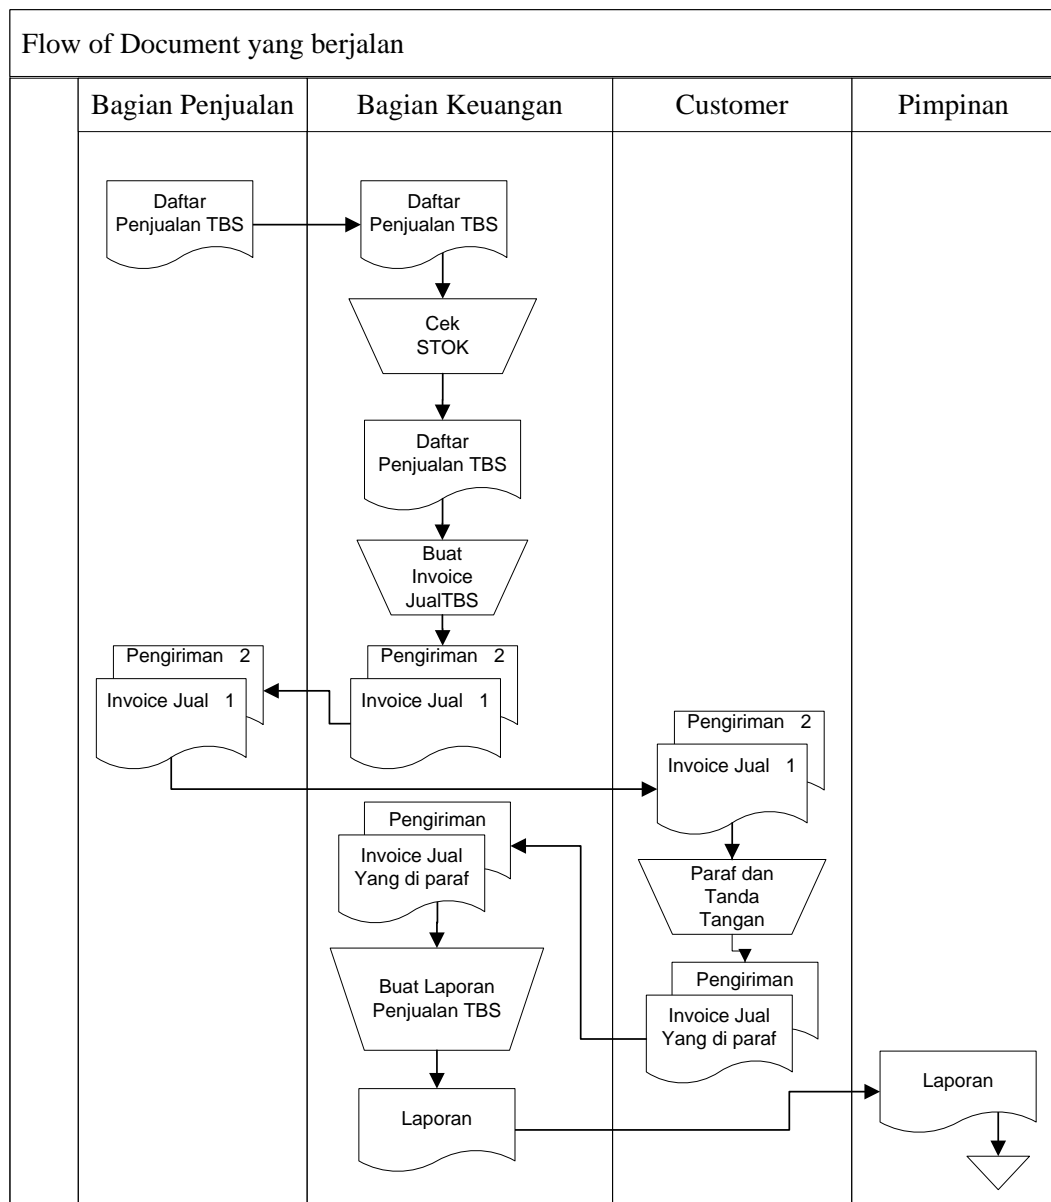 Flow of Document yang berjalan
Bagian Penjualan
Bagian Keuangan
Customer
Pimpinan
Daftar
Penjualan TBS
Daftar
Penjualan TBS
Cek
STOK
Daftar
Penjualan TBS
Buat
Invoice
JualTBS
Pengiriman 2
Invoice Jual 1
Pengiriman 2
Invoice Jual 1
Pengiriman 2
Invoice Jual 1
Pengiriman
Invoice Jual
Yang di paraf
Paraf dan
Tanda
Tangan
Buat Laporan
Penjualan TBS
Pengiriman
Invoice Jual
Yang di paraf
Laporan
Laporan